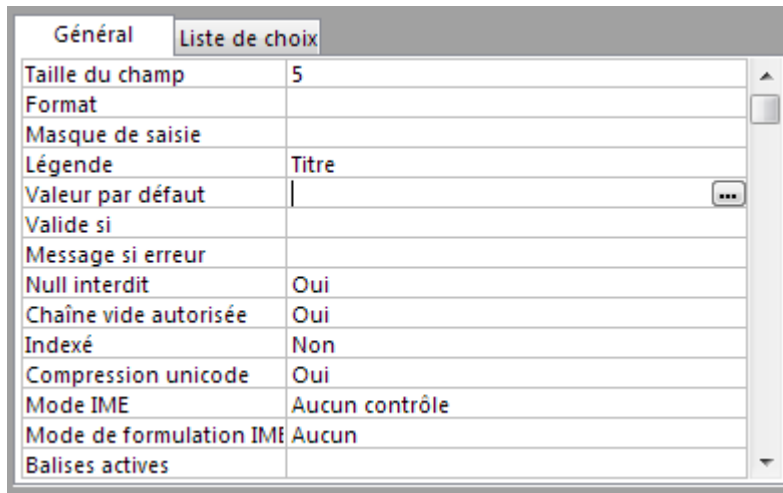 Général Liste de choix
Taille du champ 5
Format
Masque de saisie
Légende Titre
Valeur par défaut ...
Valide si
Message si erreur
Null interdit Oui
Chaîne vide autorisée Oui
Indexé Non
Compression unicode Oui
Mode IME Aucun contrôle
Mode de formulation IME Aucun
Balises actives